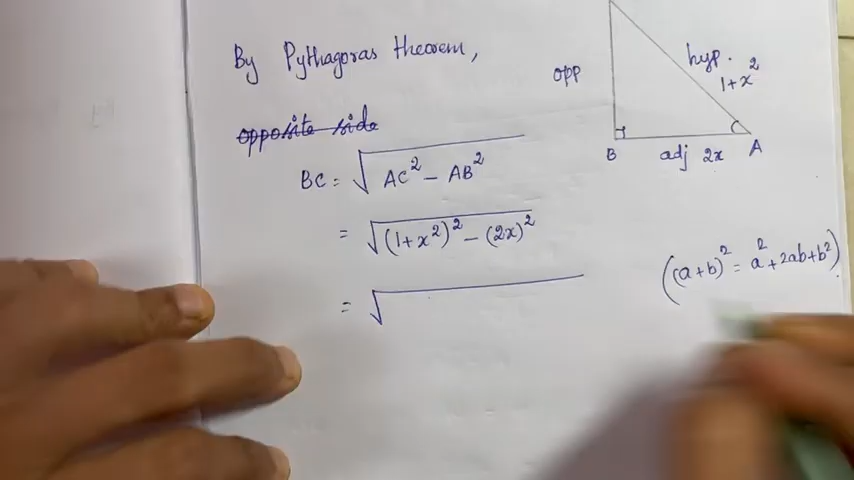 By Pythagoras theorem,
opposite side
BC = √(AC² − AB²)
= √((1+x²)² − (2x)²)
= √
opp
hyp.
1+x²
B
adj 2x
A
((a+b)² = a²+2ab+b²)